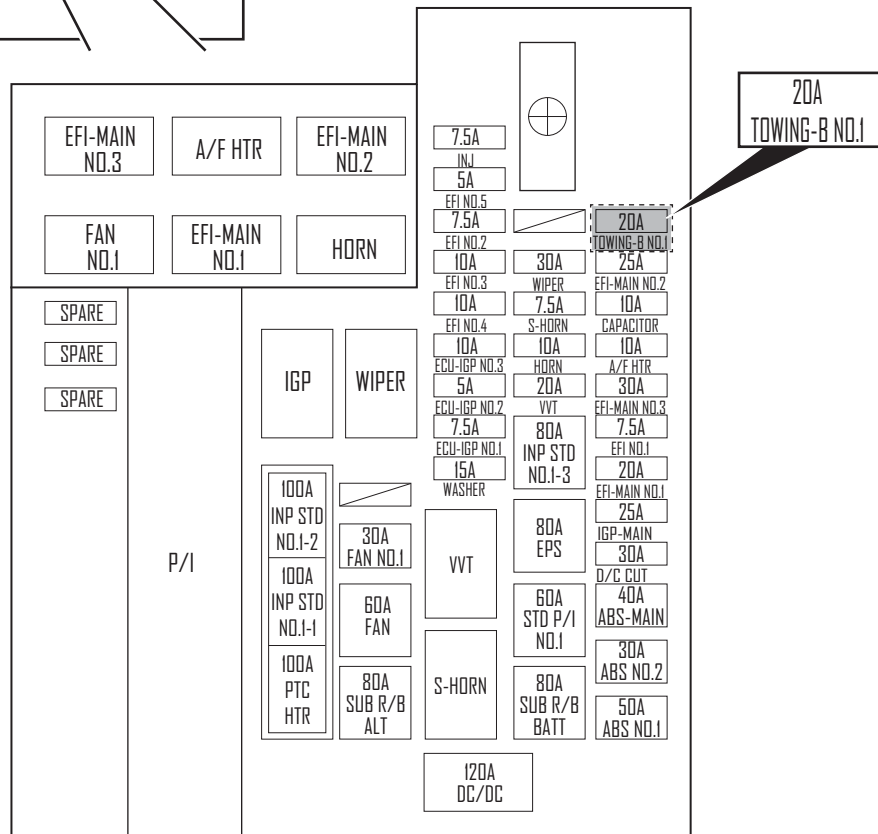 20A
TOWING-B NO.1
EFI-MAIN
NO.3
A/F HTR
EFI-MAIN
NO.2
FAN
NO.1
EFI-MAIN
NO.1
HORN
SPARE
SPARE
SPARE
P/I
IGP
WIPER
7.5A
INJ
5A
EFI NO.5
7.5A
EFI NO.2
10A
EFI NO.3
10A
EFI NO.4
10A
ECU-IGP NO.3
5A
ECU-IGP NO.2
7.5A
ECU-IGP NO.1
15A
WASHER
30A
WIPER
7.5A
S-HORN
10A
HORN
20A
VVT
80A
INP STD
NO.1-3
80A
EPS
60A
STD P/I
NO.1
80A
SUB R/B
BATT
20A
TOWING-B NO.1
25A
EFI-MAIN NO.2
10A
CAPACITOR
10A
A/F HTR
30A
EFI-MAIN NO.3
7.5A
EFI NO.1
20A
EFI-MAIN NO.1
25A
IGP-MAIN
30A
D/C CUT
40A
ABS-MAIN
30A
ABS NO.2
50A
ABS NO.1
100A
INP STD
NO.1-2
100A
INP STD
NO.1-1
100A
PTC
HTR
30A
FAN NO.1
60A
FAN
80A
SUB R/B
ALT
VVT
S-HORN
120A
DC/DC